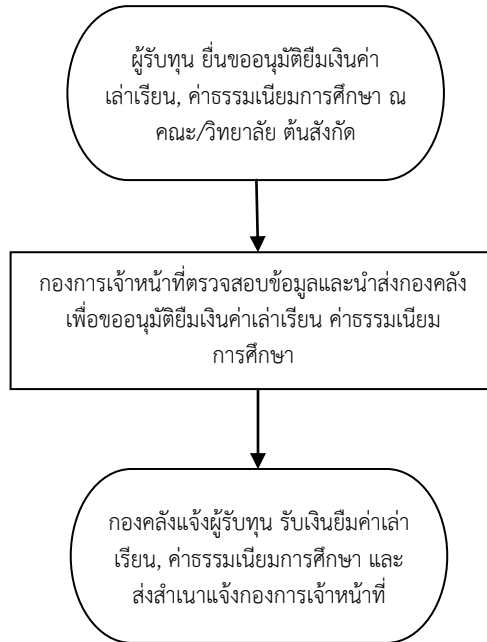 ผู้รับทุน ยื่นขออนุมัติยืมเงินค่า
เล่าเรียน, ค่าธรรมเนียมการศึกษา ณ
คณะ/วิทยาลัย ต้นสังกัด
กองการเจ้าหน้าที่ตรวจสอบข้อมูลและนำส่งกองคลัง
เพื่อขออนุมัติยืมเงินค่าเล่าเรียน ค่าธรรมเนียม
การศึกษา
กองคลังแจ้งผู้รับทุน รับเงินยืมค่าเล่า
เรียน, ค่าธรรมเนียมการศึกษา และ
ส่งสำเนาแจ้งกองการเจ้าหน้าที่